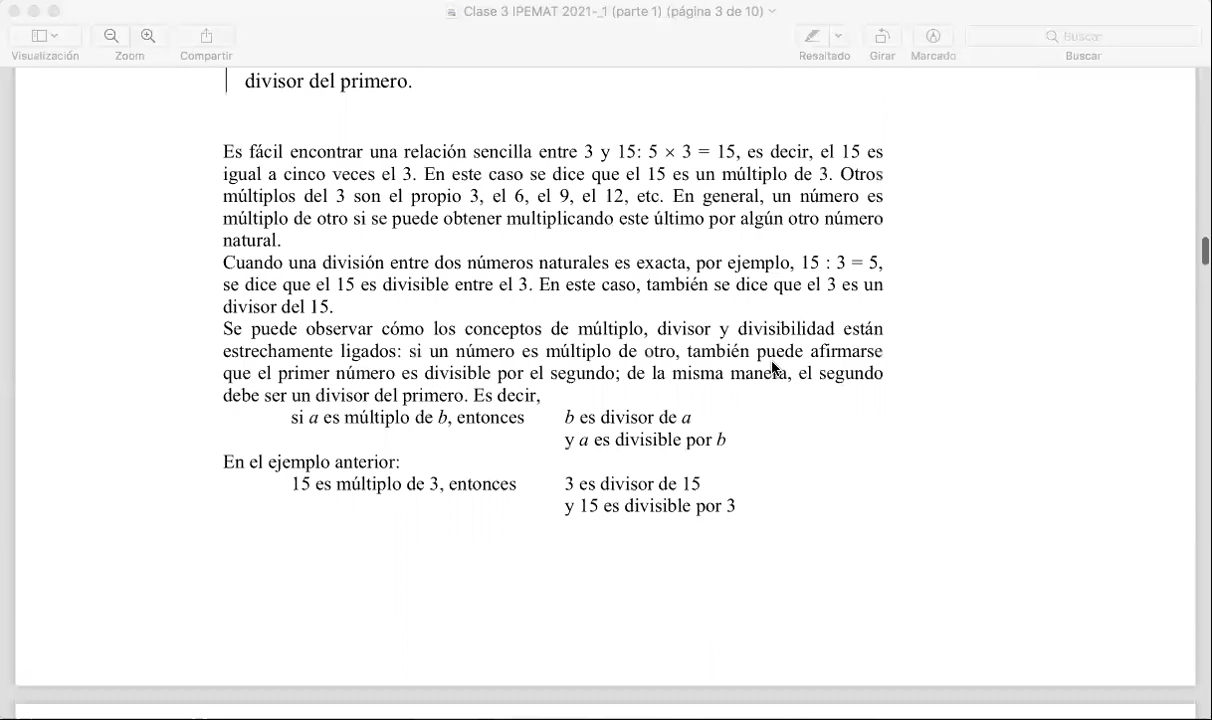 Clase 3 IPEMAT 2021-_1 (parte 1) (página 3 de 10)
Visualización Zoom Compartir Resaltado Girar Marcado Buscar
Buscar
divisor del primero.
Es fácil encontrar una relación sencilla entre 3 y 15: 5 × 3 = 15, es decir, el 15 es
igual a cinco veces el 3. En este caso se dice que el 15 es un múltiplo de 3. Otros
múltiplos del 3 son el propio 3, el 6, el 9, el 12, etc. En general, un número es
múltiplo de otro si se puede obtener multiplicando este último por algún otro número
natural.
Cuando una división entre dos números naturales es exacta, por ejemplo, 15 : 3 = 5,
se dice que el 15 es divisible entre el 3. En este caso, también se dice que el 3 es un
divisor del 15.
Se puede observar cómo los conceptos de múltiplo, divisor y divisibilidad están
estrechamente ligados: si un número es múltiplo de otro, también puede afirmarse
que el primer número es divisible por el segundo; de la misma manera, el segundo
debe ser un divisor del primero. Es decir,
si a es múltiplo de b, entonces b es divisor de a
y a es divisible por b
En el ejemplo anterior:
15 es múltiplo de 3, entonces 3 es divisor de 15
y 15 es divisible por 3